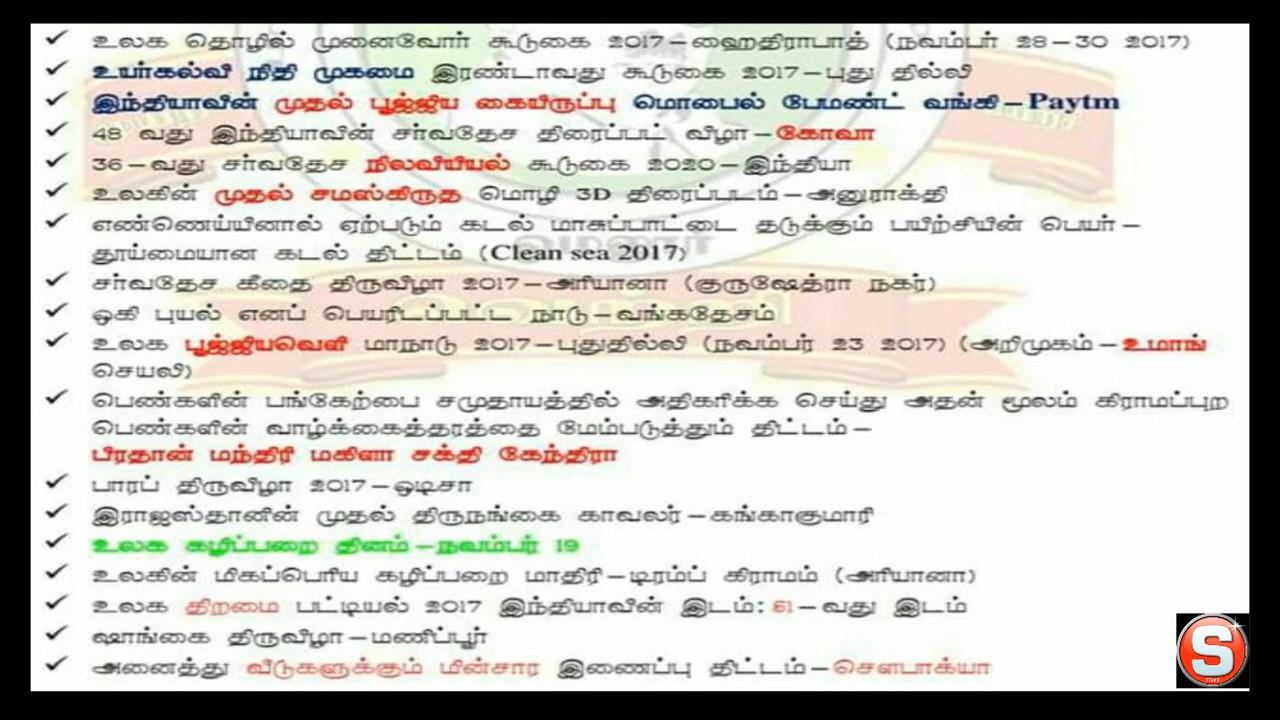 ✓ உலக தொழில் முனைவோர் கூடுகை 2017–ஹைதிராபாத் (நவம்பர் 28–30 2017)
✓ உயர்கல்வி நிதி முகமை இரண்டாவது கூடுகை 2017–புது தில்லி
✓ இந்தியாவின் முதல் பூஜ்ஜிய கையிருப்பு மொபைல் பேமண்ட் வங்கி–Paytm
✓ 48 வது இந்தியாவின் சர்வதேச திரைப்பட் விழா–கோவா
✓ 36–வது சர்வதேச நிலவியியல் கூடுகை 2020–இந்தியா
✓ உலகின் முதல் சமஸ்கிருத மொழி 3D திரைப்படம்–அனுராக்தி
✓ எண்ணெய்யினால் ஏற்படும் கடல் மாசுப்பாட்டை தடுக்கும் பயிற்சியின் பெயர்–
தூய்மையான கடல் திட்டம் (Clean sea 2017)
✓ சர்வதேச கீதை திருவிழா 2017–அரியானா (குருஷேத்ரா நகர்)
✓ ஒகி புயல் எனப் பெயரிடப்பட்ட நாடு–வங்கதேசம்
✓ உலக பூஜ்ஜியவெளி மாநாடு 2017–புதுதில்லி (நவம்பர் 23 2017) (அறிமுகம்–உமாங்
செயலி)
✓ பெண்களின் பங்கேற்பை சமுதாயத்தில் அதிகரிக்க செய்து அதன் மூலம் கிராமப்புற
பெண்களின் வாழ்க்கைத்தரத்தை மேம்படுத்தும் திட்டம்–
பிரதான் மந்திரி மகிளா சக்தி கேந்திரா
✓ பாரப் திருவிழா 2017–ஒடிசா
✓ இராஜஸ்தானின் முதல் திருநங்கை காவலர்–கங்காகுமாரி
✓ உலக கழிப்பறை தினம்–நவம்பர் 19
✓ உலகின் மிகப்பெரிய கழிப்பறை மாதிரி–டிரம்ப் கிராமம் (அரியானா)
✓ உலக திறமை பட்டியல் 2017 இந்தியாவின் இடம்: 51–வது இடம்
✓ ஷாங்கை திருவிழா–மணிப்பூர்
✓ அனைத்து வீடுகளுக்கும் மின்சார இணைப்பு திட்டம்–சௌபாக்யா
S